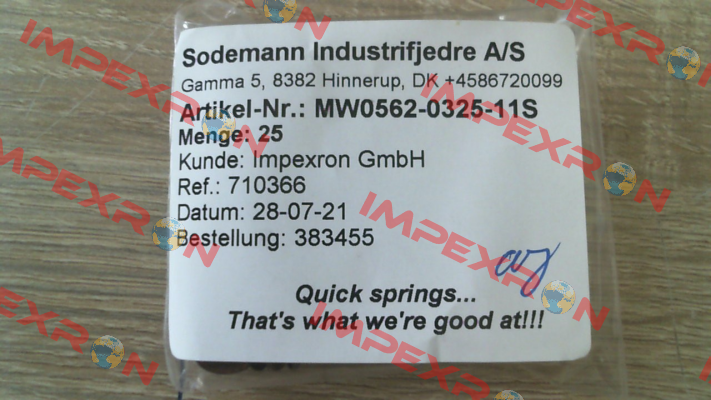 Sodemann Industrifjedre A/S
Gamma 5, 8382 Hinnerup, DK +4586720099
Artikel-Nr.: MW0562-0325-11S
Menge: 25
Kunde: Impexron GmbH
Ref.: 710366
Datum: 28-07-21
Bestellung: 383455
Quick springs...
That's what we're good at!!!
IMPEXRON